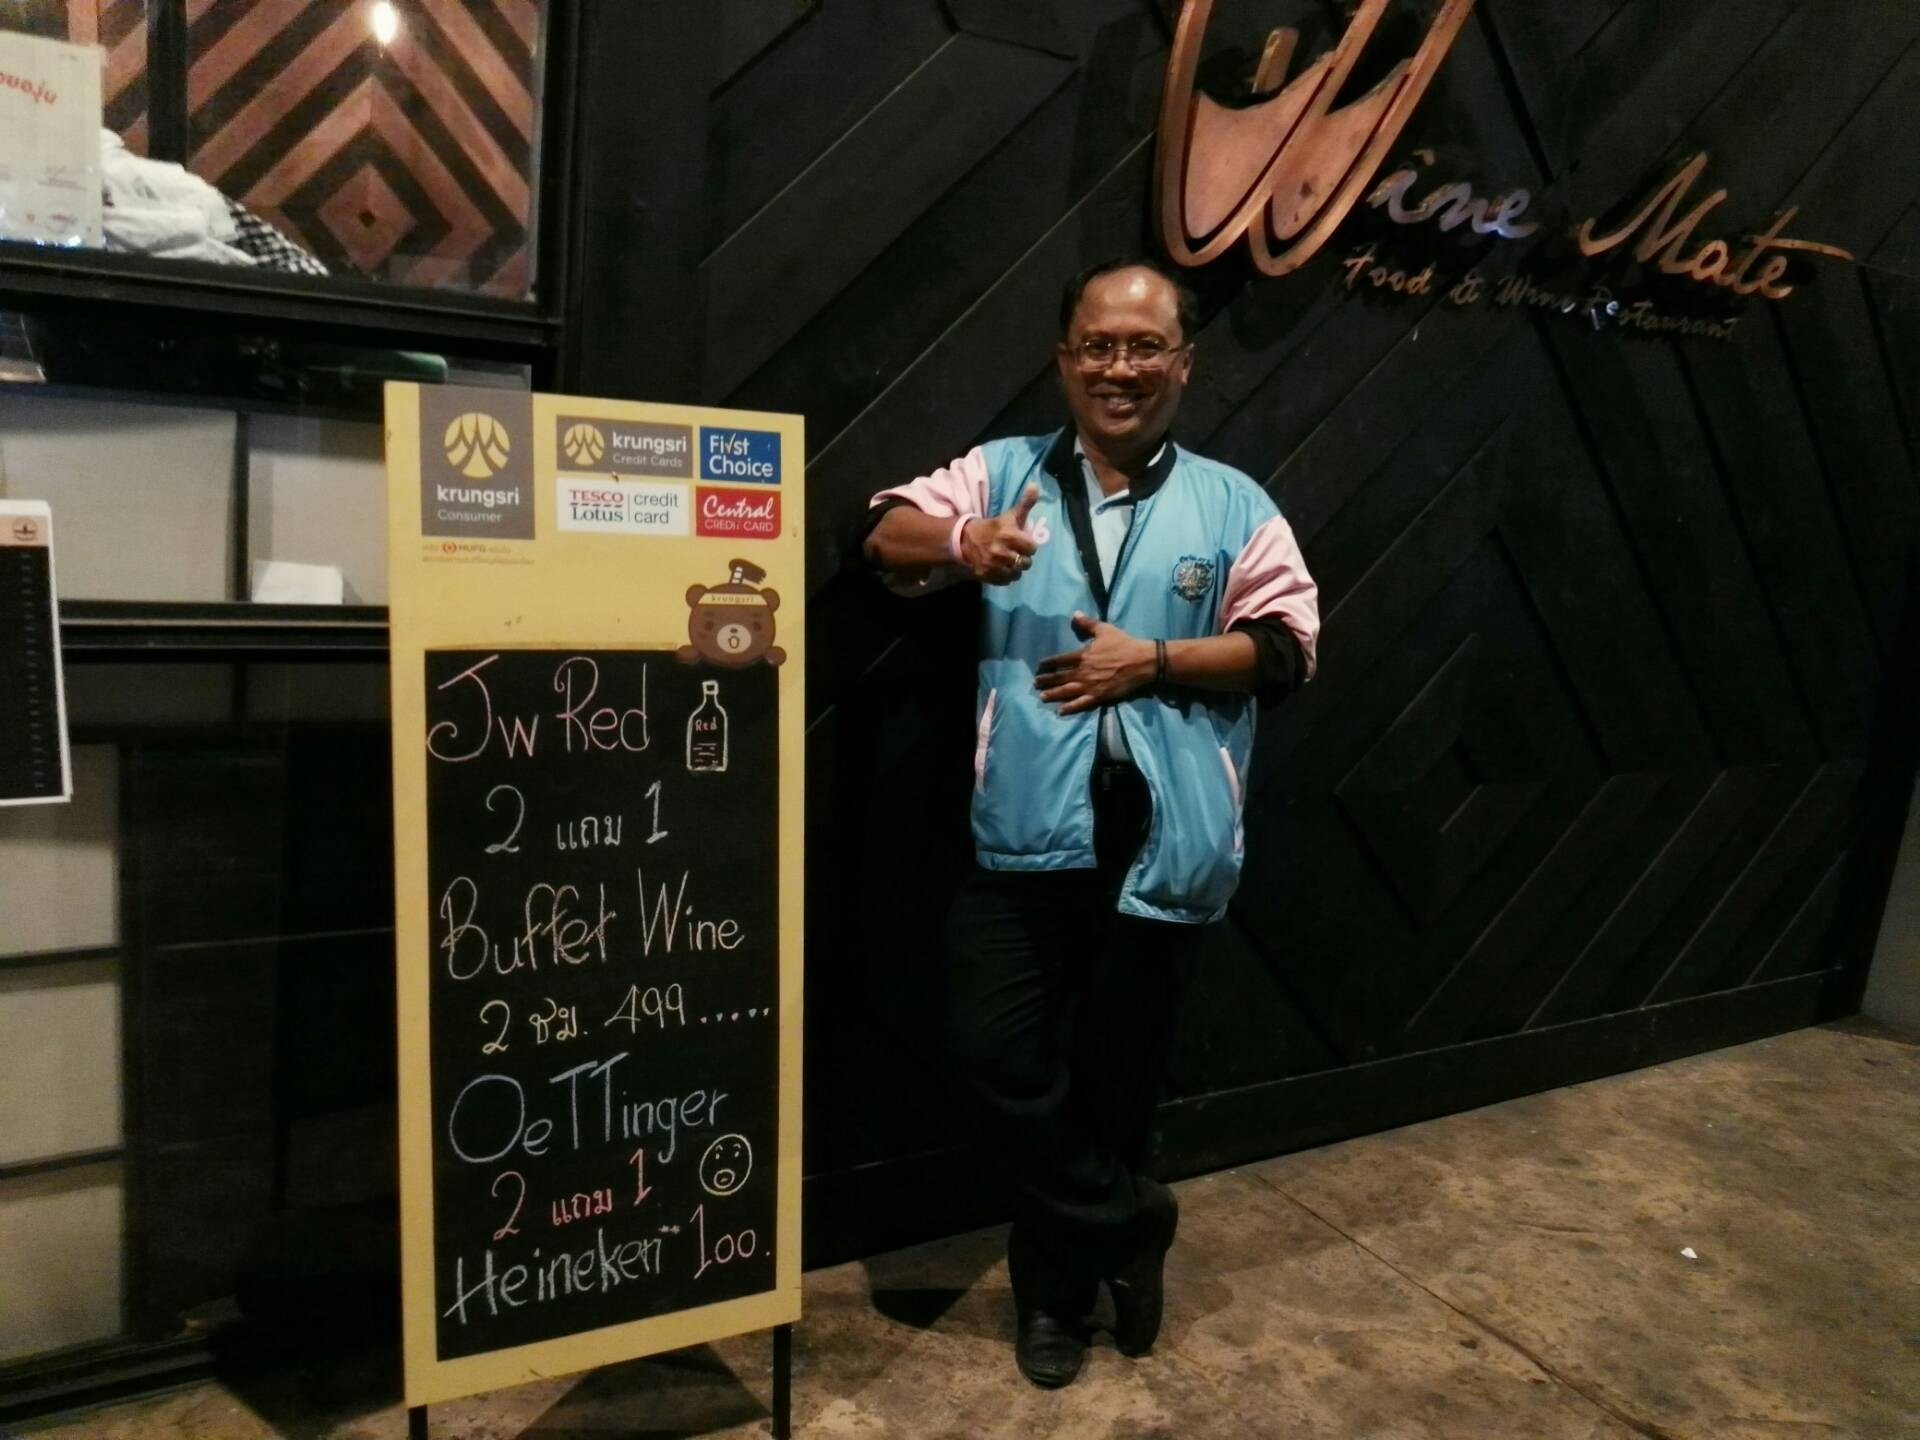 Wine Mate
Food & Wine Restaurant
krungsri
Consumer
krungsri
Credit Cards
First
Choice
TESCO
Lotus
credit
card
Central
CREDIT CARD
MUFG
krungsri
Jw Red
Red
2 แถม 1
Buffet Wine
2 ชม. 499.....
OeTTinger
2 แถม 1
Heineken 100.